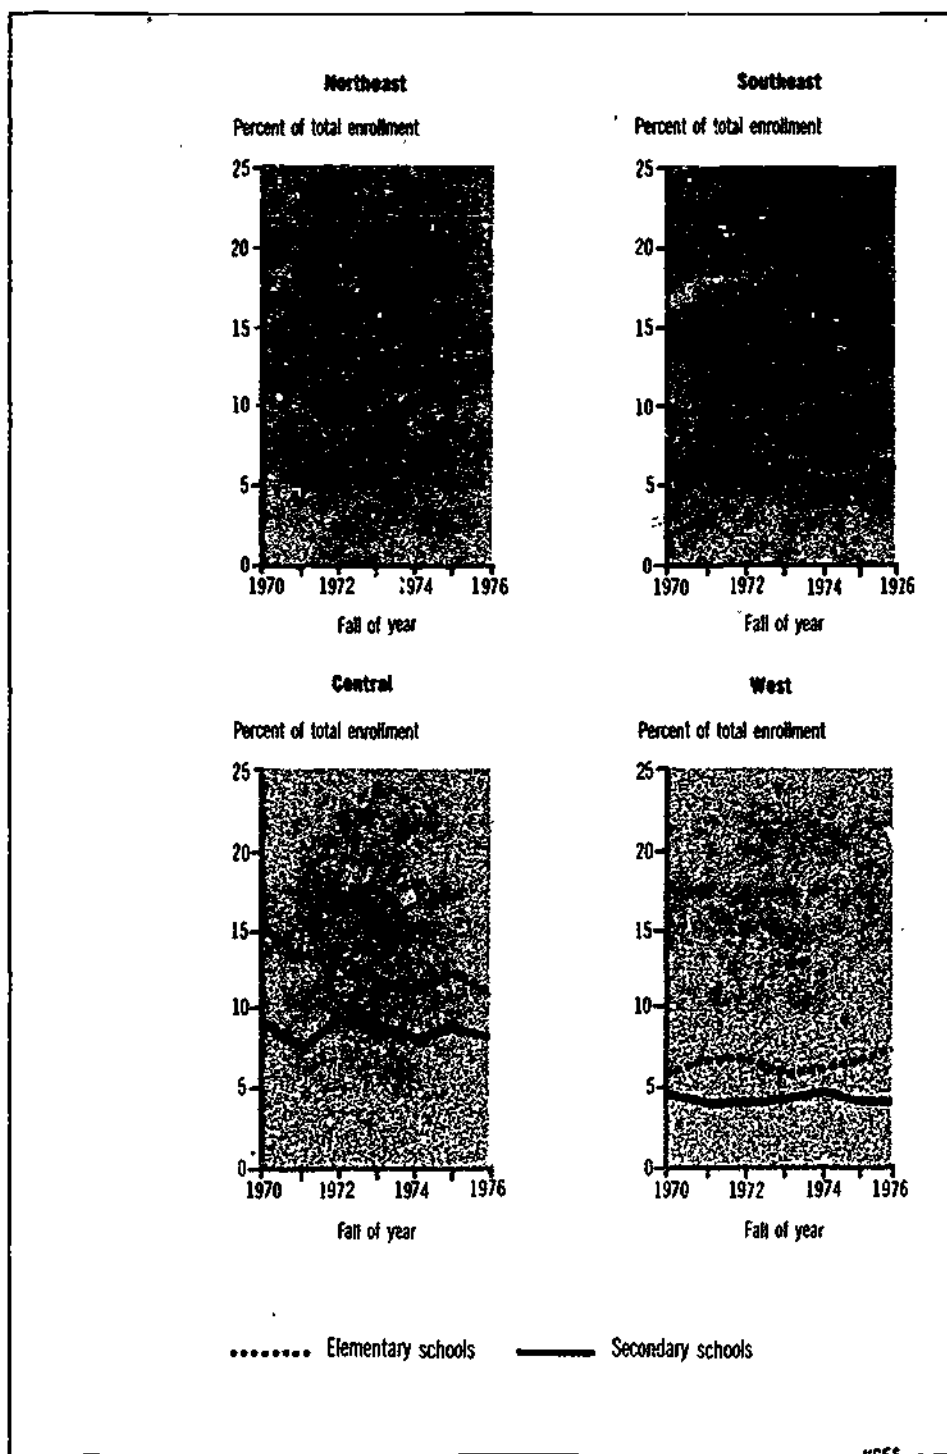 Northeast
Percent of total enrollment
25
20
15
10
5
0
1970 1972 1974 1976
Fall of year
Southeast
Percent of total enrollment
25
20
15
10
5
0
1970 1972 1974 1926
Fall of year
Central
Percent of total enrollment
25
20
15
10
5
0
1970 1972 1974 1976
Fall of year
West
Percent of total enrollment
25
20
15
10
5
0
1970 1972 1974 1976
Fall of year
Elementary schools Secondary schools